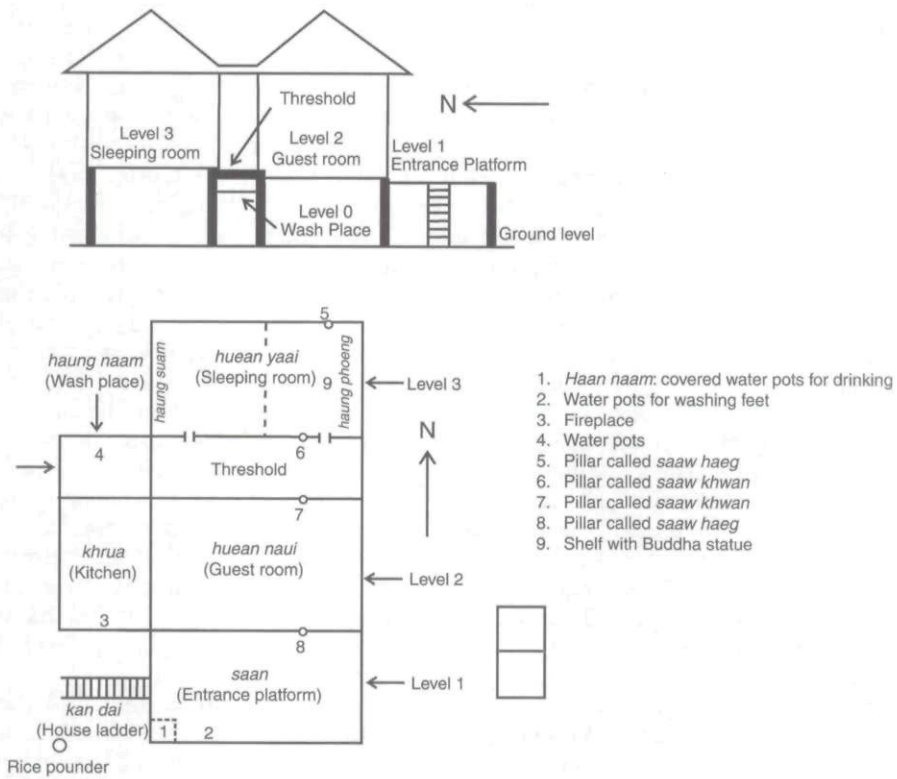 Threshold
N
Level 3
Sleeping room
Level 2
Guest room
Level 1
Entrance Platform
Level 0
Wash Place
Ground level
5
haung naam
(Wash place)
haung suam
huean yaai
(Sleeping room)
9
haung phoeng
Level 3
4
6
N
Threshold
7
khrua
(Kitchen)
huean naui
(Guest room)
Level 2
3
8
saan
(Entrance platform)
Level 1
kan dai
(House ladder)
1
2
Rice pounder
1. Haan naam: covered water pots for drinking
2. Water pots for washing feet
3. Fireplace
4. Water pots
5. Pillar called saaw haeg
6. Pillar called saaw khwan
7. Pillar called saaw khwan
8. Pillar called saaw haeg
9. Shelf with Buddha statue